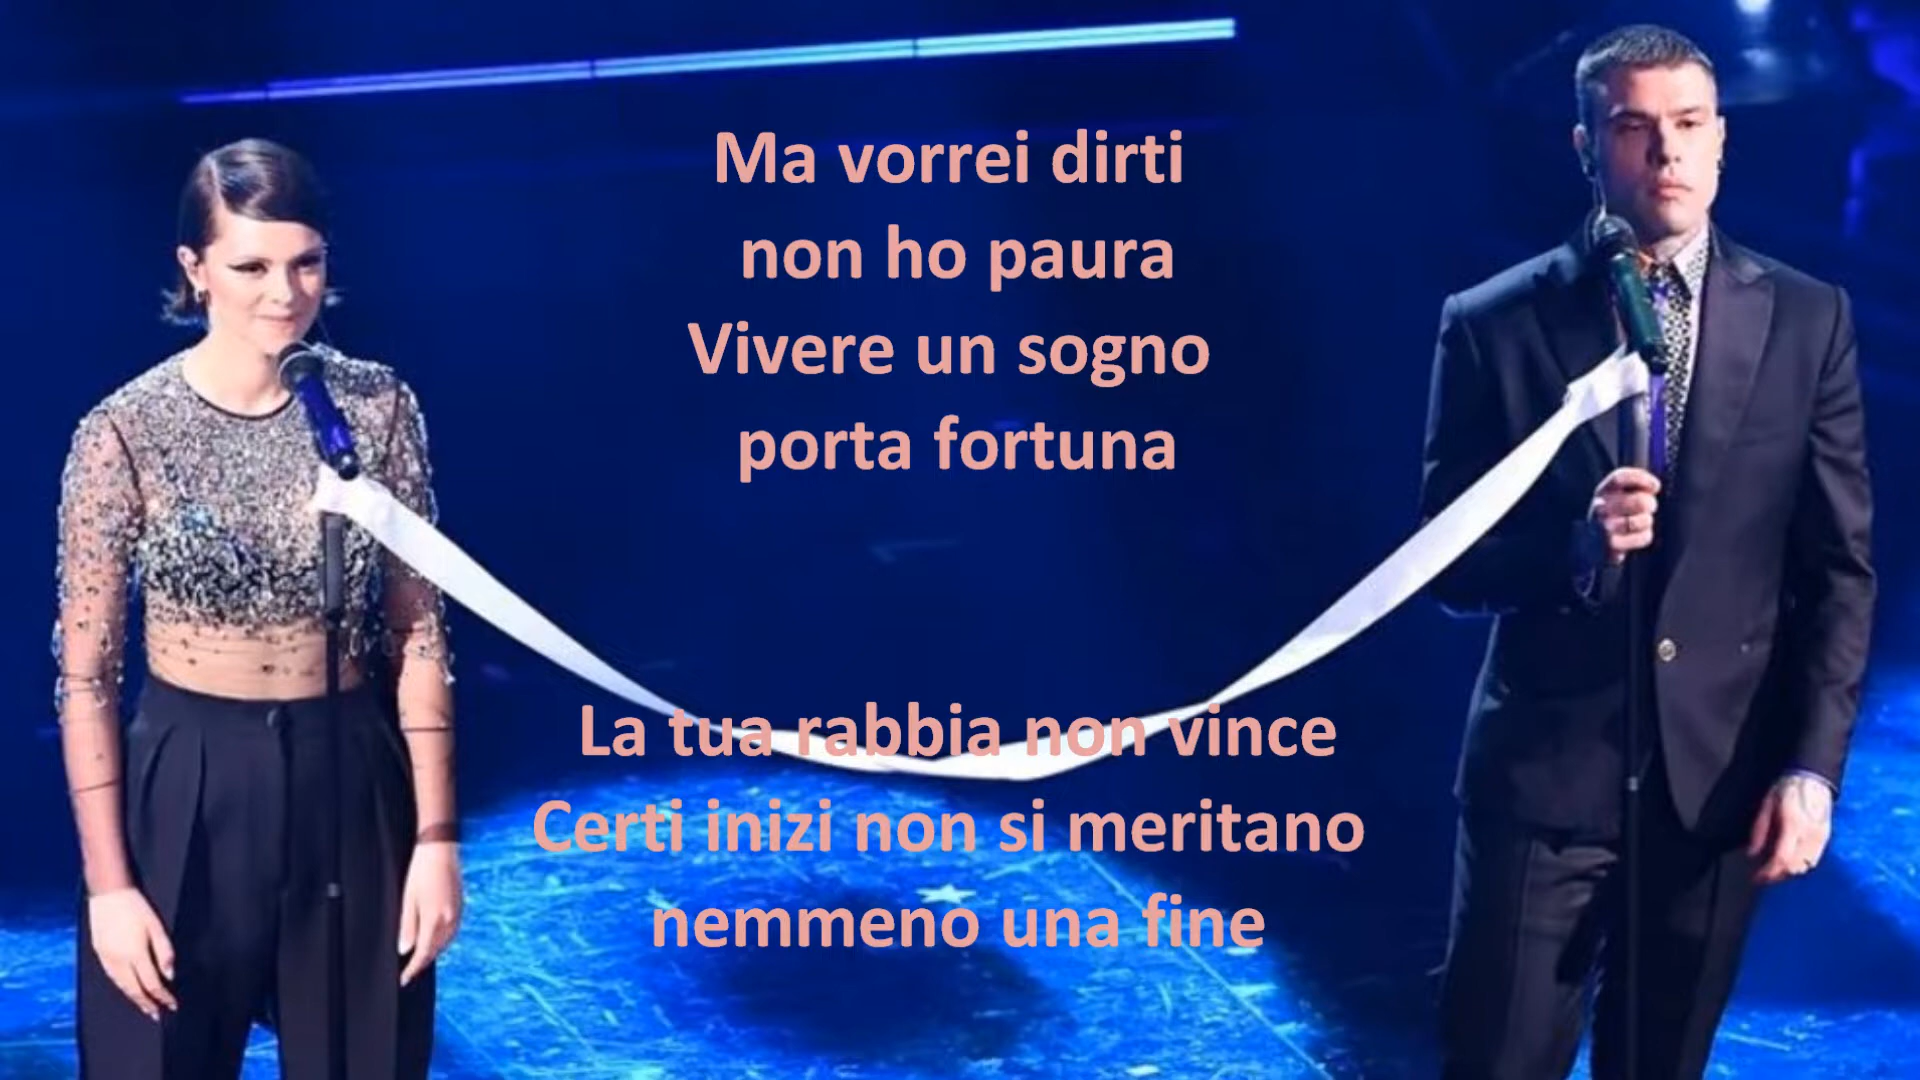 Ma vorrei dirti
non ho paura
Vivere un sogno
porta fortuna
La tua rabbia non vince
Certi inizi non si meritano
nemmeno una fine